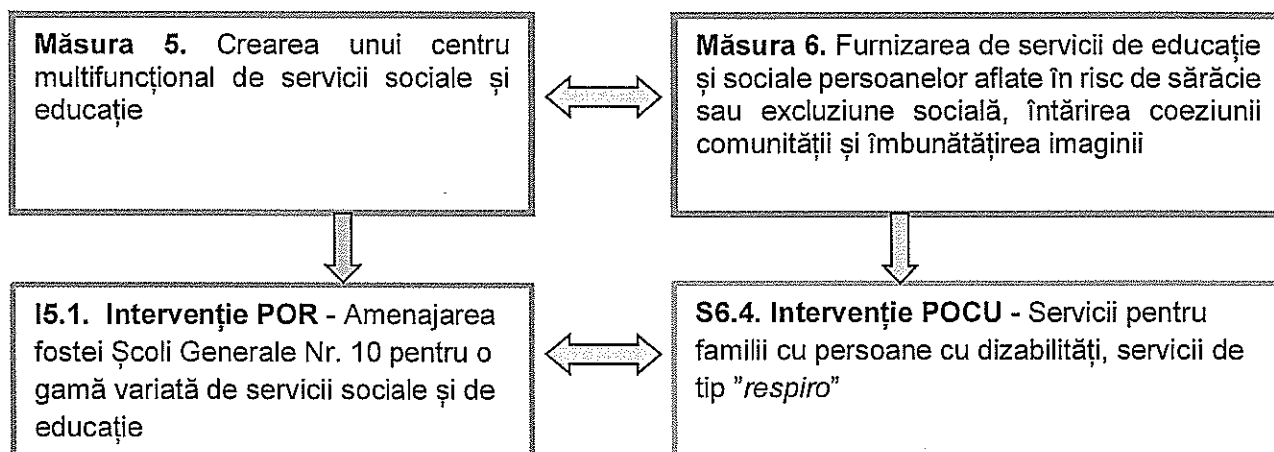 Măsura 5. Crearea unui centru
multifuncțional de servicii sociale și
educație
Măsura 6. Furnizarea de servicii de educație
și sociale persoanelor aflate în risc de sărăcie
sau excluziune socială, întărirea coeziunii
comunității și îmbunătățirea imaginii
I5.1. Intervenție POR - Amenajarea
fostei Școli Generale Nr. 10 pentru o
gamă variată de servicii sociale și de
educație
S6.4. Intervenție POCU - Servicii pentru
familii cu persoane cu dizabilități, servicii de
tip ”respiro”